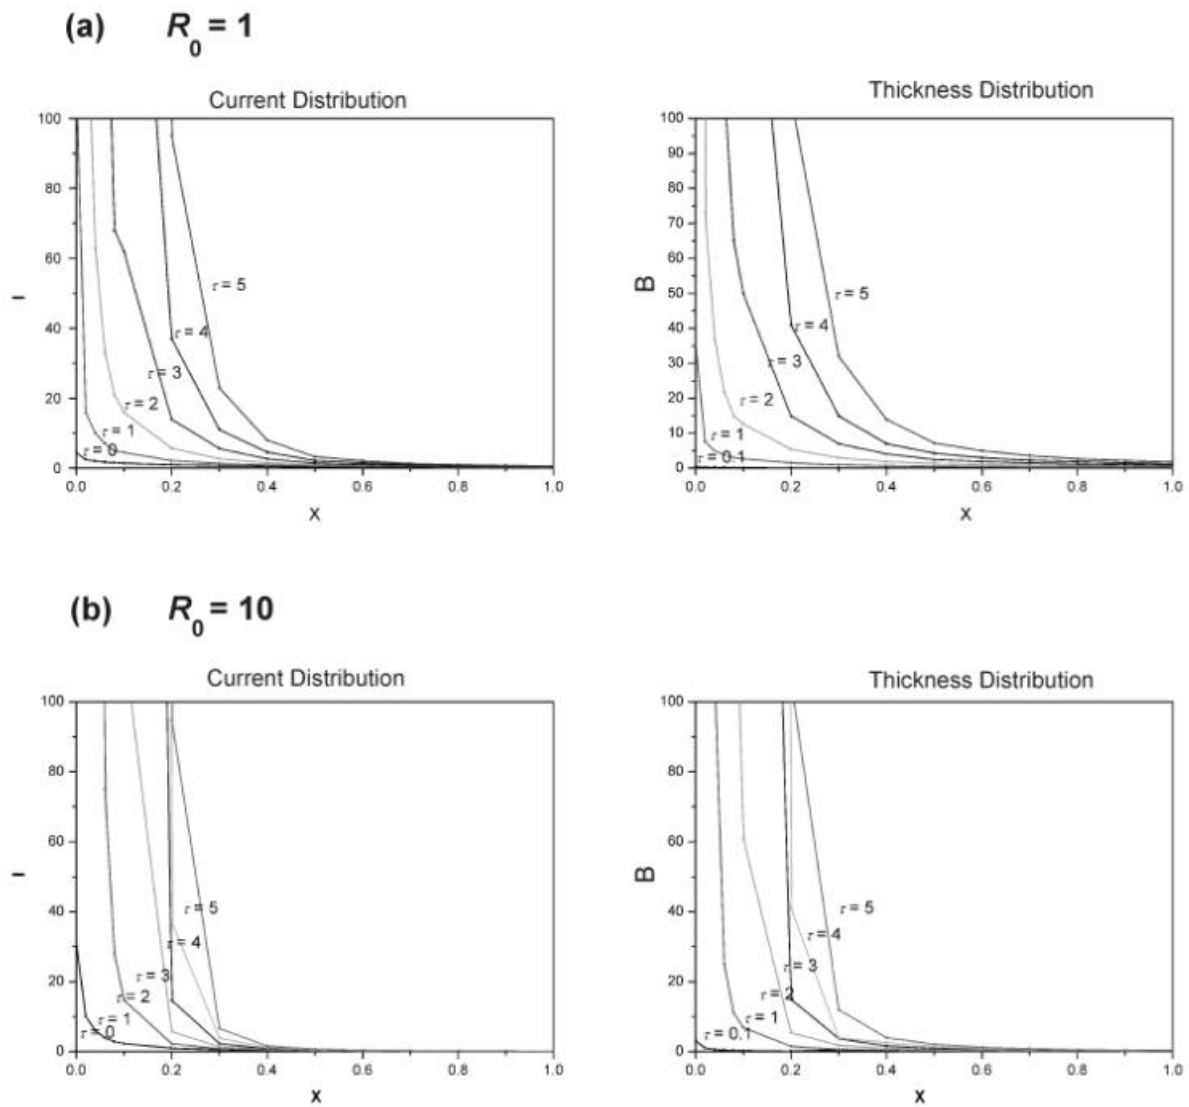 (a) R0 = 1
Current Distribution
100
80
60
40
20
0
I
τ = 5
τ = 4
τ = 3
τ = 2
τ = 1
τ = 0
0.0 0.2 0.4 0.6 0.8 1.0
X
Thickness Distribution
100
90
80
70
60
50
40
30
20
10
0
B
τ = 5
τ = 4
τ = 3
τ = 2
τ = 1
τ = 0.1
0.0 0.2 0.4 0.6 0.8 1.0
X
(b) R0 = 10
Current Distribution
100
80
60
40
20
0
I
τ = 5
τ = 4
τ = 3
τ = 2
τ = 1
τ = 0
0.0 0.2 0.4 0.6 0.8 1.0
X
Thickness Distribution
100
80
60
40
20
0
B
τ = 5
τ = 4
τ = 3
τ = 2
τ = 1
τ = 0.1
0.0 0.2 0.4 0.6 0.8 1.0
X